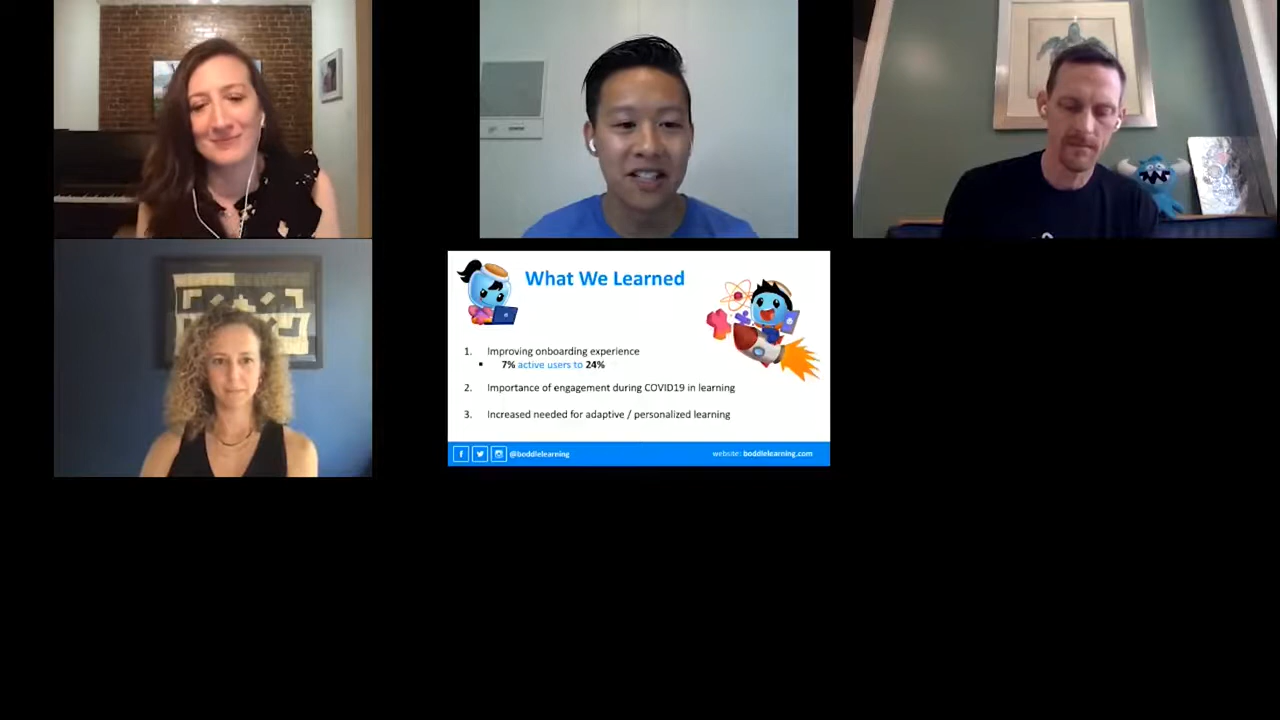 What We Learned
1. Improving onboarding experience
▪ 7% active users to 24%
2. Importance of engagement during COVID19 in learning
3. Increased needed for adaptive / personalized learning
f @boddlelearning website: boddlelearning.com